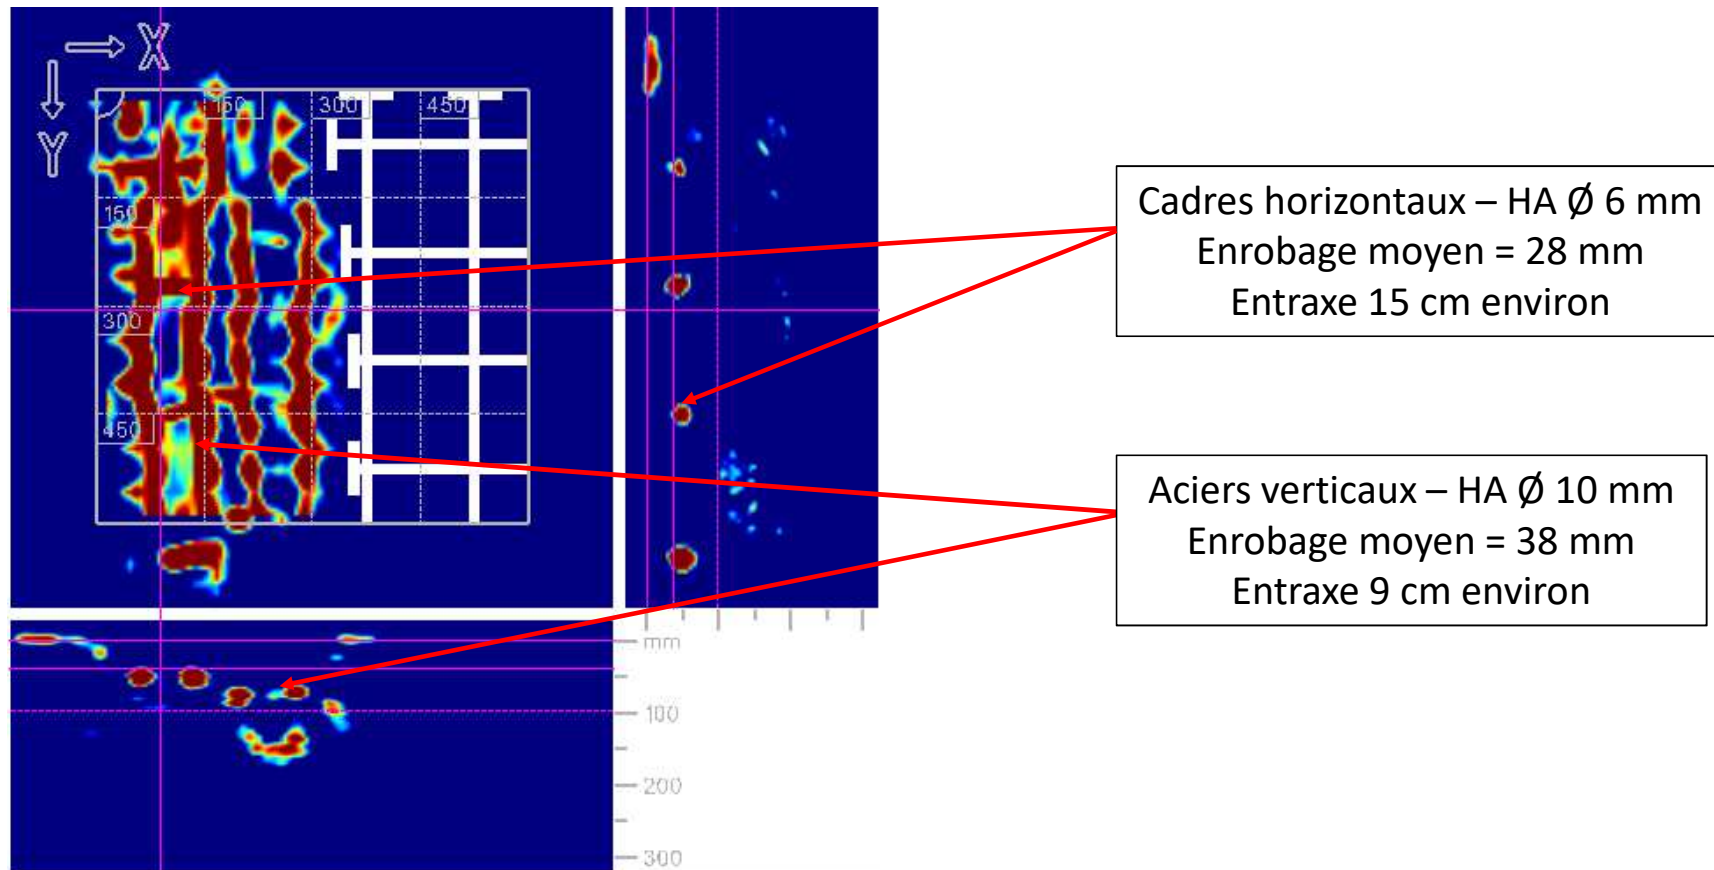 X
Y
150
300
450
150
300
450
mm
100
200
300
Cadres horizontaux – HA Ø 6 mm
Enrobage moyen = 28 mm
Entraxe 15 cm environ
Aciers verticaux – HA Ø 10 mm
Enrobage moyen = 38 mm
Entraxe 9 cm environ